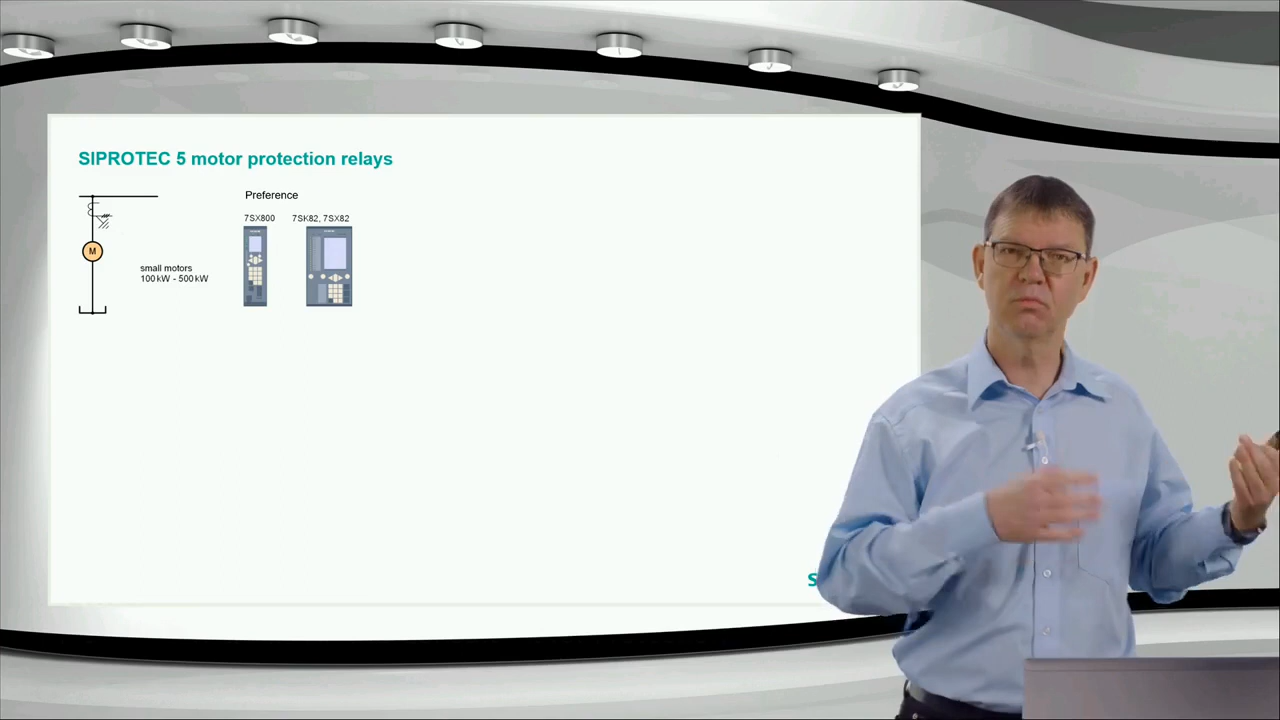 SIPROTEC 5 motor protection relays
Preference
7SX800 7SK82, 7SX82
M
small motors
100 kW - 500 kW
S